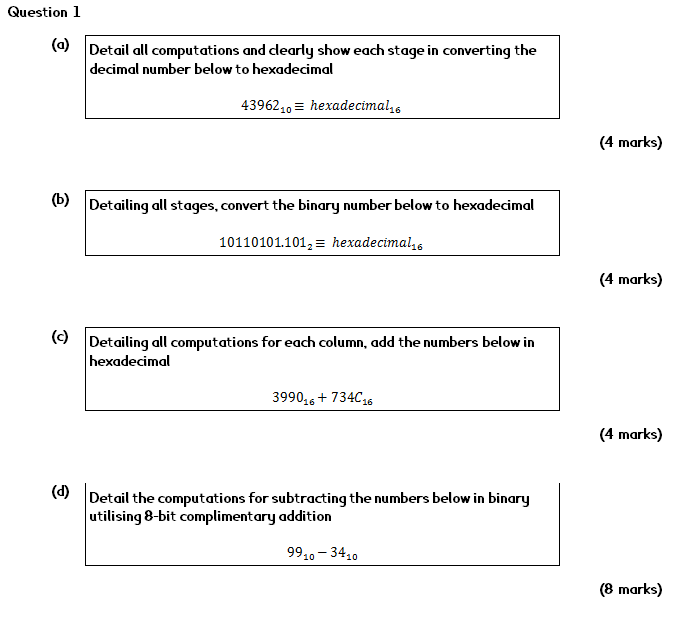 Question 1
(a) Detail all computations and clearly show each stage in converting the
decimal number below to hexadecimal
43962₁₀ ≡ hexadecimal₁₆
(4 marks)
(b) Detailing all stages, convert the binary number below to hexadecimal
10110101.101₂ ≡ hexadecimal₁₆
(4 marks)
(c) Detailing all computations for each column, add the numbers below in
hexadecimal
3990₁₆ + 734C₁₆
(4 marks)
(d) Detail the computations for subtracting the numbers below in binary
utilising 8-bit complimentary addition
99₁₀ − 34₁₀
(8 marks)